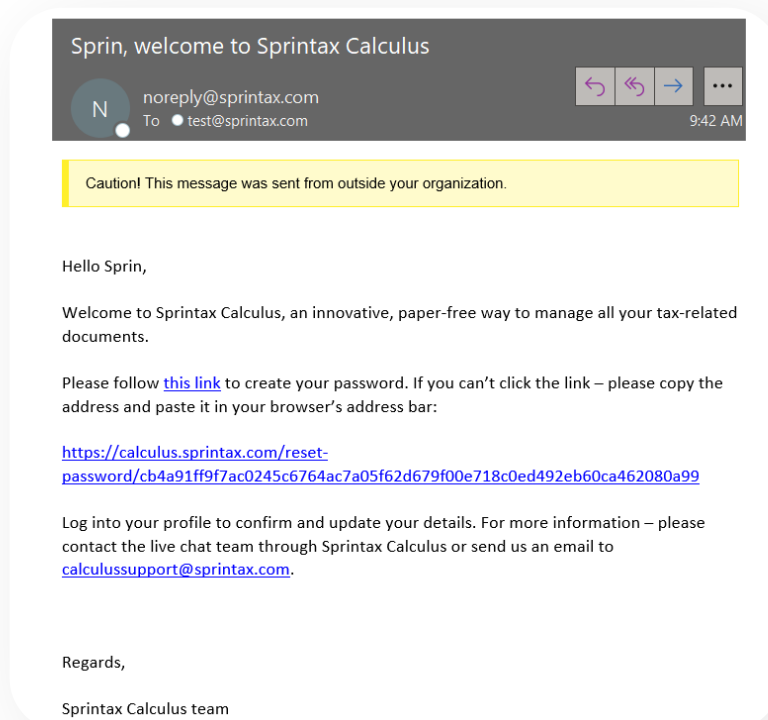 Sprin, welcome to Sprintax Calculus
N
noreply@sprintax.com
To test@sprintax.com
9:42 AM
Caution! This message was sent from outside your organization.
Hello Sprin,
Welcome to Sprintax Calculus, an innovative, paper-free way to manage all your tax-related
documents.
Please follow this link to create your password. If you can’t click the link – please copy the
address and paste it in your browser’s address bar:
https://calculus.sprintax.com/reset-
password/cb4a91ff9f7ac0245c6764ac7a05f62d679f00e718c0ed492eb60ca462080a99
Log into your profile to confirm and update your details. For more information – please
contact the live chat team through Sprintax Calculus or send us an email to
calculussupport@sprintax.com.
Regards,
Sprintax Calculus team